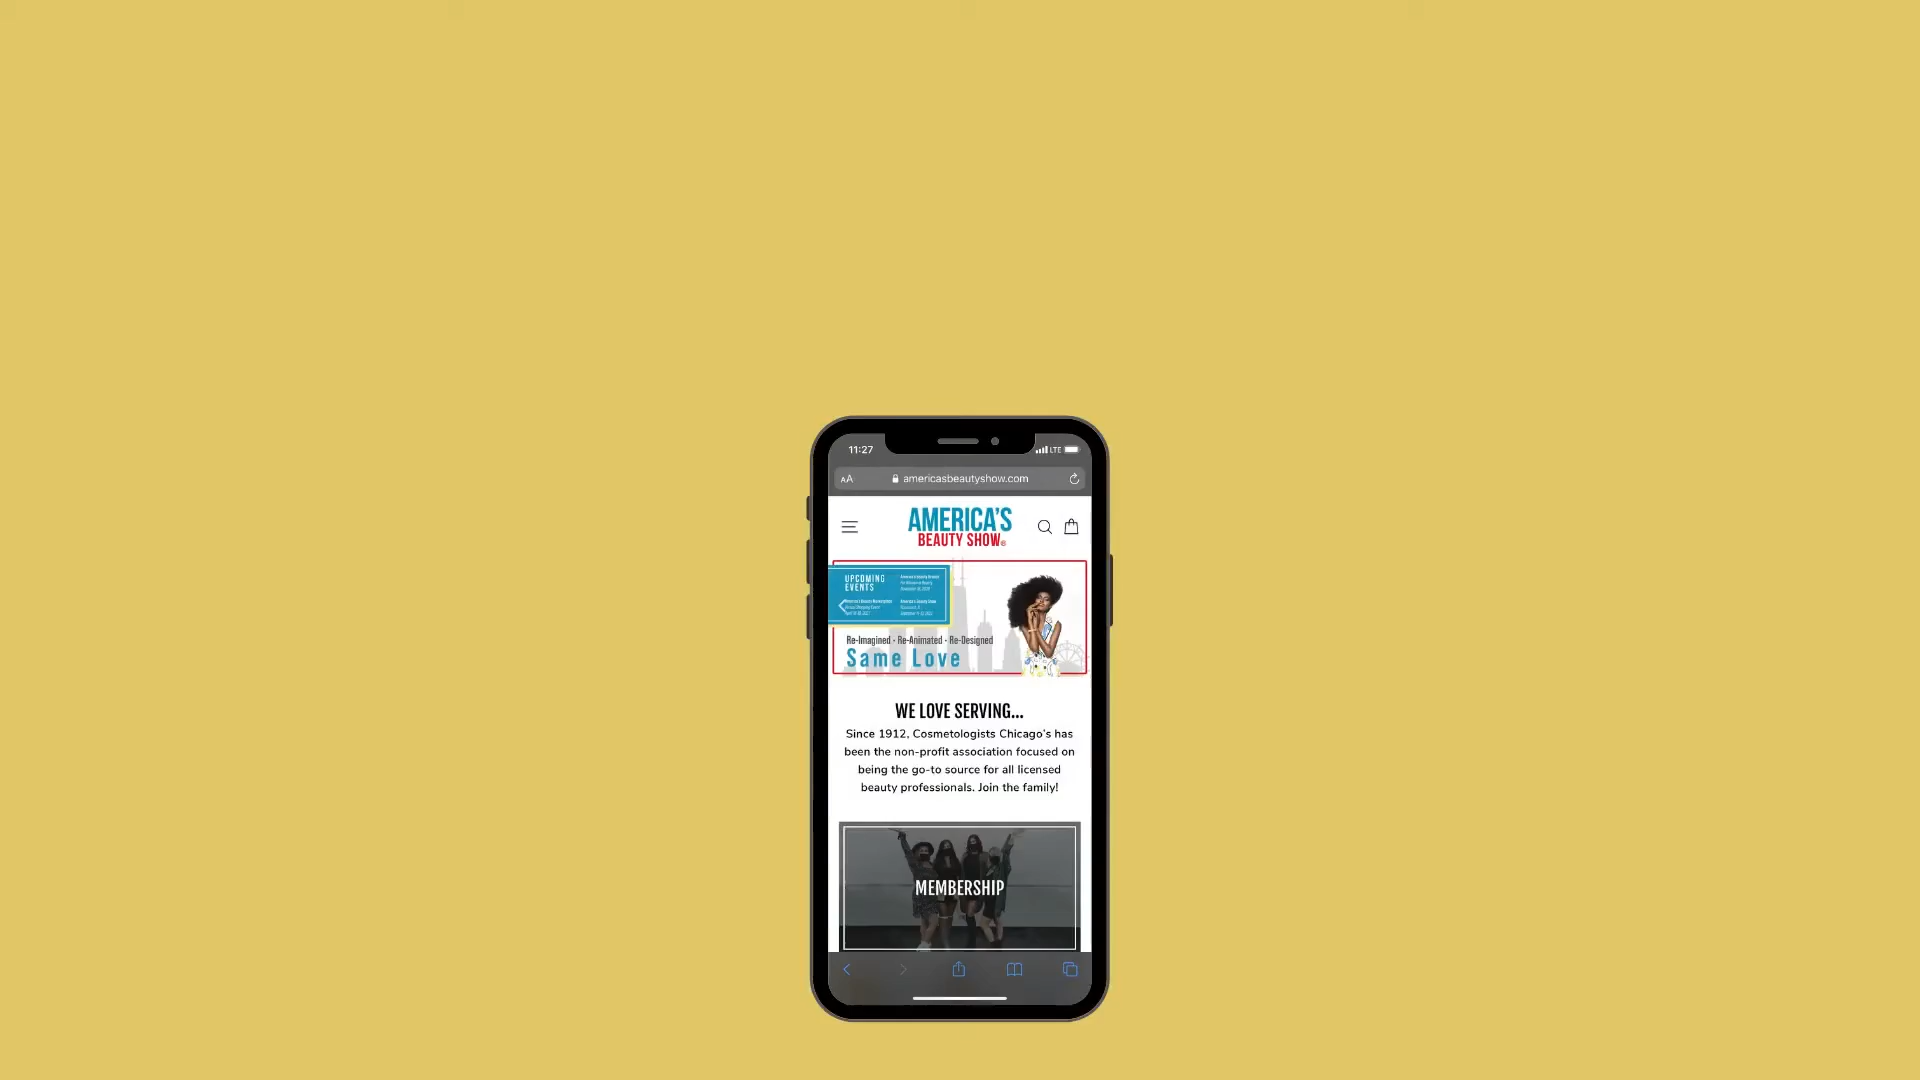 11:27
LTE
AA
americasbeautyshow.com
AMERICA'S
BEAUTY SHOW®
UPCOMING
EVENTS
Re-Imagined · Re-Animated · Re-Designed
Same Love
WE LOVE SERVING...
Since 1912, Cosmetologists Chicago's has
been the non-profit association focused on
being the go-to source for all licensed
beauty professionals. Join the family!
MEMBERSHIP